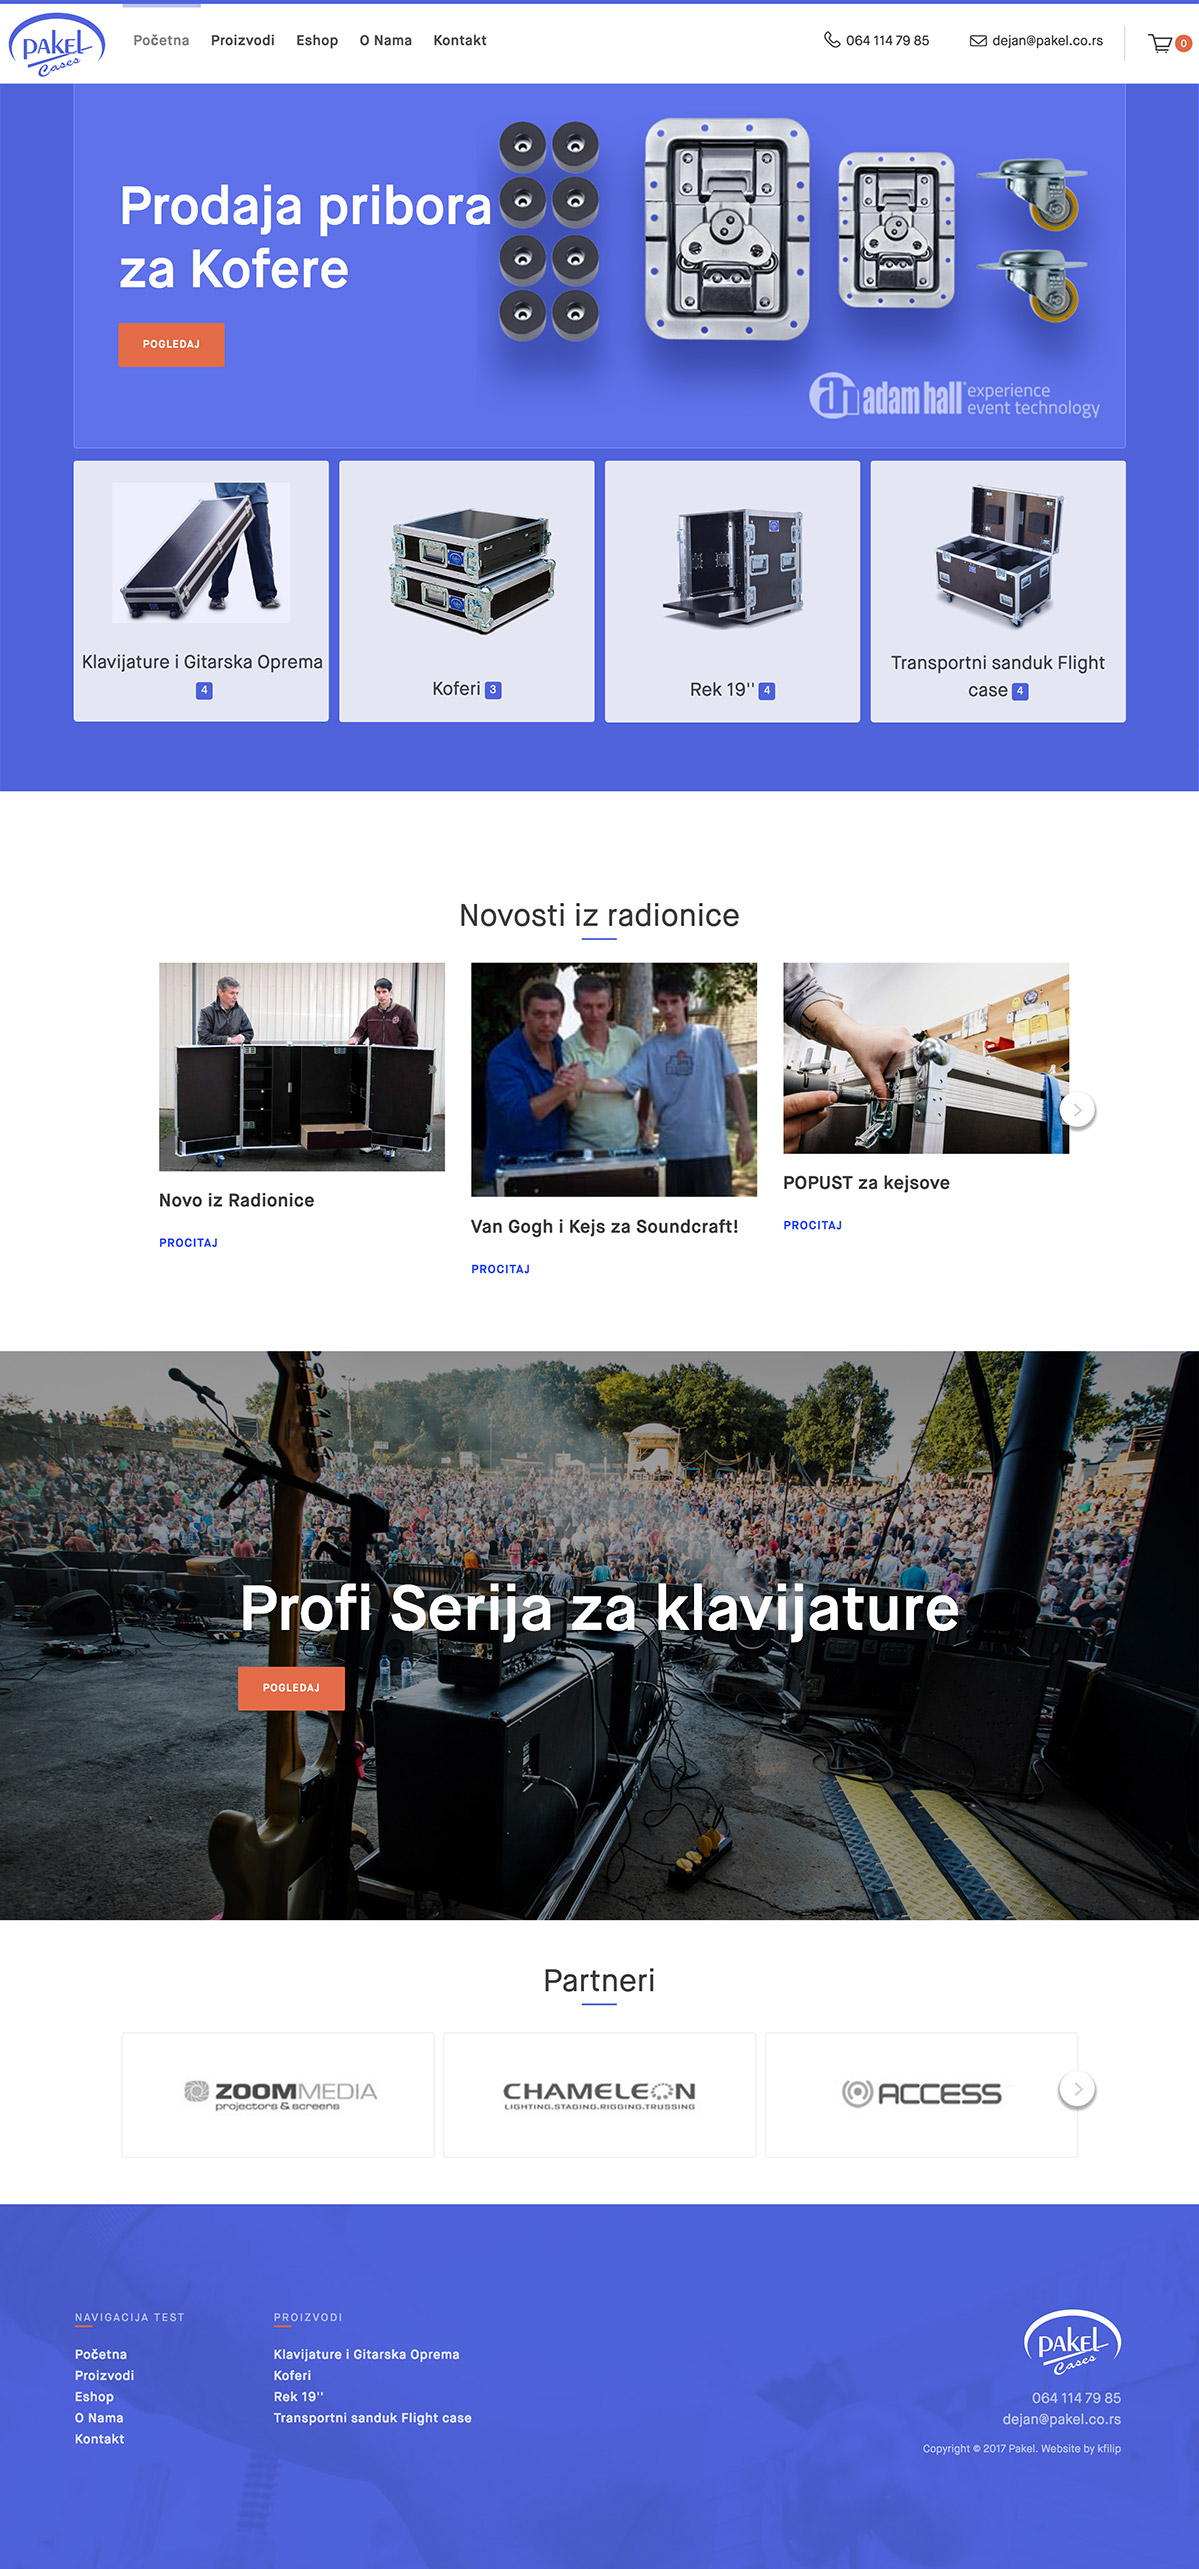 PAKEL
Cases
Početna
Proizvodi
Eshop
O Nama
Kontakt
064 114 79 85
dejan@pakel.co.rs
0
Prodaja pribora
za Kofere
POGLEDAJ
adam hall
experience
event technology
Klavijature i Gitarska Oprema
4
Koferi 3
Rek 19'' 4
Transportni sanduk Flight
case 4
Novosti iz radionice
Novo iz Radionice
PROCITAJ
Van Gogh i Kejs za Soundcraft!
PROCITAJ
POPUST za kejsove
PROCITAJ
Profi Serija za klavijature
POGLEDAJ
Partneri
ZOOMMEDIA
projectors & screens
CHAMELEON
LIGHTING.STAGING.RIGGING.TRUSSING
ACCESS
NAVIGACIJA TEST
Početna
Proizvodi
Eshop
O Nama
Kontakt
PROIZVODI
Klavijature i Gitarska Oprema
Koferi
Rek 19''
Transportni sanduk Flight case
PAKEL
Cases
064 114 79 85
dejan@pakel.co.rs
Copyright © 2017 Pakel. Website by kfilip